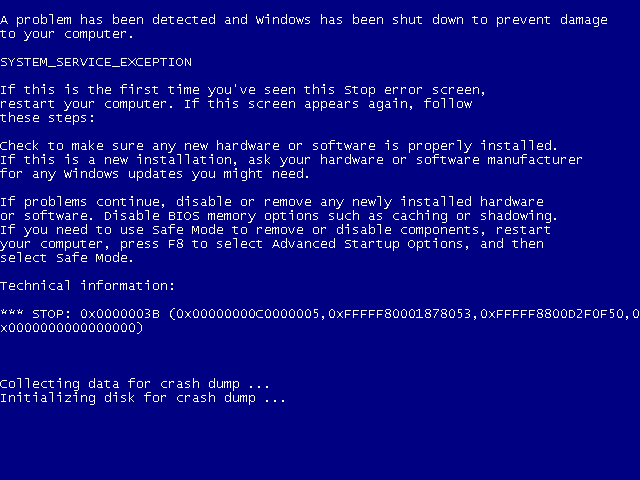 A problem has been detected and Windows has been shut down to prevent damage
to your computer.
SYSTEM_SERVICE_EXCEPTION
If this is the first time you've seen this Stop error screen,
restart your computer. If this screen appears again, follow
these steps:
Check to make sure any new hardware or software is properly installed.
If this is a new installation, ask your hardware or software manufacturer
for any Windows updates you might need.
If problems continue, disable or remove any newly installed hardware
or software. Disable BIOS memory options such as caching or shadowing.
If you need to use Safe Mode to remove or disable components, restart
your computer, press F8 to select Advanced Startup Options, and then
select Safe Mode.
Technical information:
*** STOP: 0x0000003B (0x00000000C0000005,0xFFFFF80001878053,0xFFFFF8800D2F0F50,0
x0000000000000000)
Collecting data for crash dump ...
Initializing disk for crash dump ...